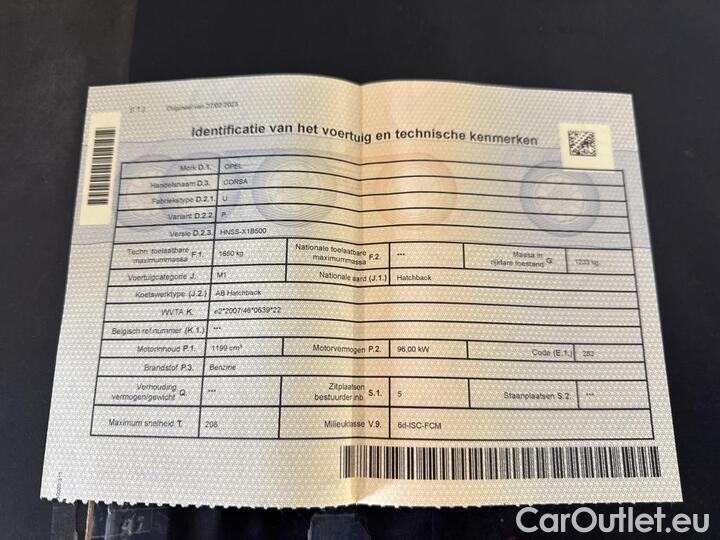 Origineel van 27/02/2023
Identificatie van het voertuig en technische kenmerken
Merk D.1. OPEL
Handelsnaam D.3. CORSA
Fabriekstype D.2.1. U
Variant D.2.2. P
Versie D.2.3. HNSS-X1B500
Techn. toelaatbare maximummassa F.1. 1650 kg Nationale toelaatbare maximummassa F.2. *** Massa in rijklare toestand G. 1233 kg
Voertuigcategorie J. M1 Nationale aard (J.1.) Hatchback
Koetswerktype (J.2.) AB Hatchback
WVTA K. e2*2007/46*0639*22
Belgisch ref.nummer (K.1.) ***
Motorinhoud P.1. 1199 cm³ Motorvermogen P.2. 96,00 kW Code (E.1.) 282
Brandstof P.3. Benzine
Verhouding vermogen/gewicht Q. *** Zitplaatsen bestuurder inb. S.1. 5 Staanplaatsen S.2. ***
Maximum snelheid T. 208 Milieuklasse V.9. 6d-ISC-FCM
CarOutlet.eu